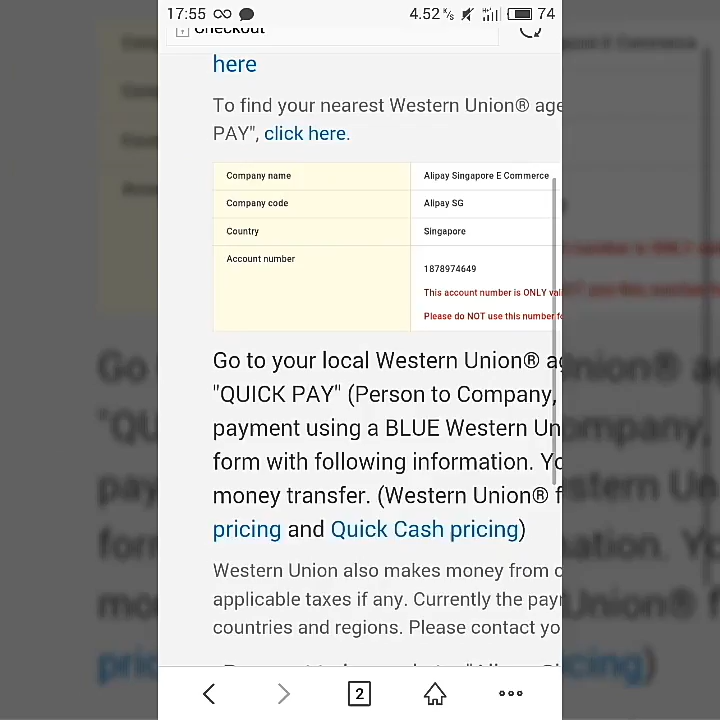 17:55 4.52 K/s 74
Checkout
here
To find your nearest Western Union® age
PAY", click here.
Company name Alipay Singapore E Commerce
Company code Alipay SG
Country Singapore
Account number
1878974649
This account number is ONLY val
Please do NOT use this number fo
Go to your local Western Union® ag
"QUICK PAY" (Person to Company,
payment using a BLUE Western Un
form with following information. Yo
money transfer. (Western Union® f
pricing and Quick Cash pricing)
Western Union also makes money from c
applicable taxes if any. Currently the payr
countries and regions. Please contact yo
2